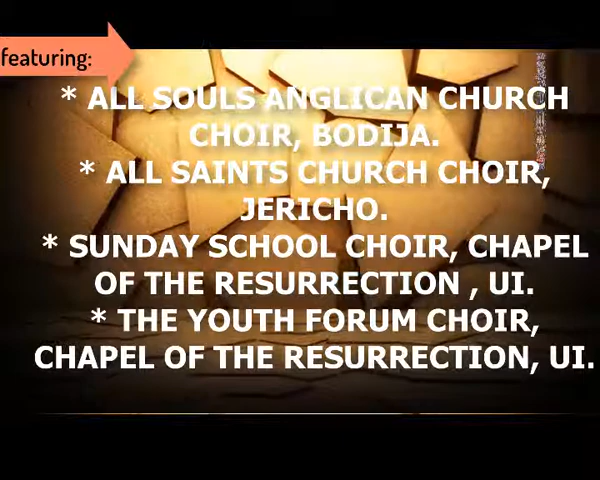 featuring:
* ALL SOULS ANGLICAN CHURCH
CHOIR, BODIJA.
* ALL SAINTS CHURCH CHOIR,
JERICHO.
* SUNDAY SCHOOL CHOIR, CHAPEL
OF THE RESURRECTION , UI.
* THE YOUTH FORUM CHOIR,
CHAPEL OF THE RESURRECTION, UI.